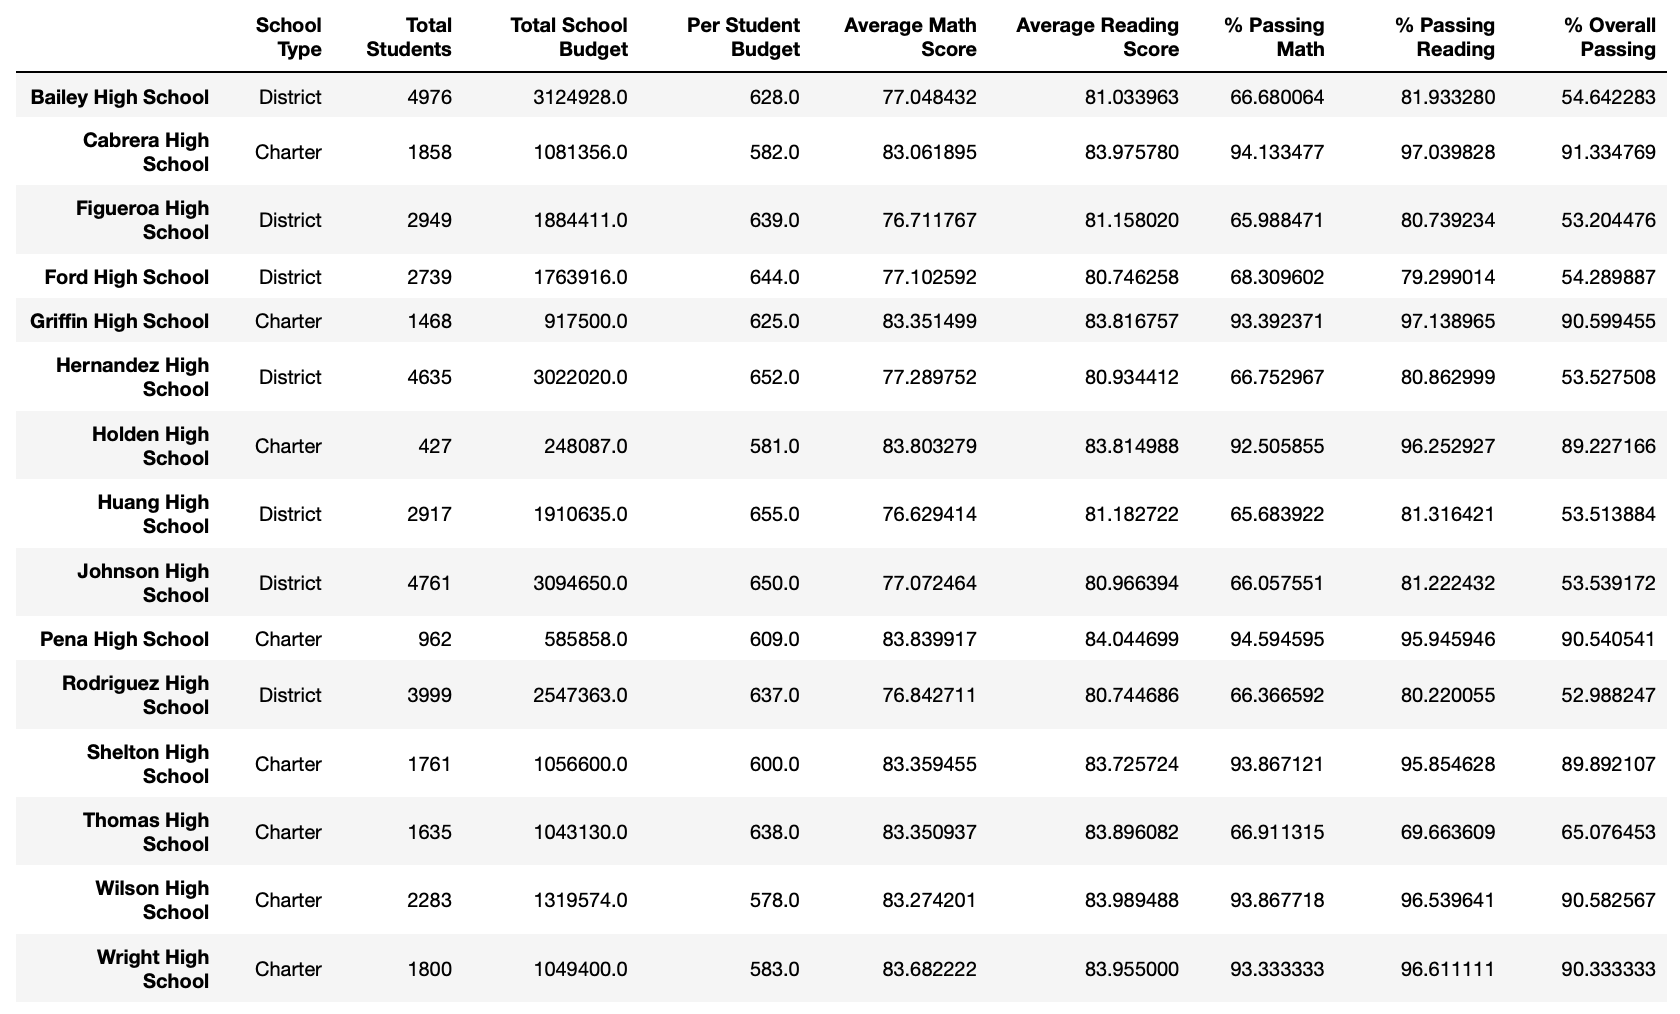 School Type Total Students Total School Budget Per Student Budget Average Math Score Average Reading Score % Passing Math % Passing Reading % Overall Passing
Bailey High School District 4976 3124928.0 628.0 77.048432 81.033963 66.680064 81.933280 54.642283
Cabrera High School Charter 1858 1081356.0 582.0 83.061895 83.975780 94.133477 97.039828 91.334769
Figueroa High School District 2949 1884411.0 639.0 76.711767 81.158020 65.988471 80.739234 53.204476
Ford High School District 2739 1763916.0 644.0 77.102592 80.746258 68.309602 79.299014 54.289887
Griffin High School Charter 1468 917500.0 625.0 83.351499 83.816757 93.392371 97.138965 90.599455
Hernandez High School District 4635 3022020.0 652.0 77.289752 80.934412 66.752967 80.862999 53.527508
Holden High School Charter 427 248087.0 581.0 83.803279 83.814988 92.505855 96.252927 89.227166
Huang High School District 2917 1910635.0 655.0 76.629414 81.182722 65.683922 81.316421 53.513884
Johnson High School District 4761 3094650.0 650.0 77.072464 80.966394 66.057551 81.222432 53.539172
Pena High School Charter 962 585858.0 609.0 83.839917 84.044699 94.594595 95.945946 90.540541
Rodriguez High School District 3999 2547363.0 637.0 76.842711 80.744686 66.366592 80.220055 52.988247
Shelton High School Charter 1761 1056600.0 600.0 83.359455 83.725724 93.867121 95.854628 89.892107
Thomas High School Charter 1635 1043130.0 638.0 83.350937 83.896082 66.911315 69.663609 65.076453
Wilson High School Charter 2283 1319574.0 578.0 83.274201 83.989488 93.867718 96.539641 90.582567
Wright High School Charter 1800 1049400.0 583.0 83.682222 83.955000 93.333333 96.611111 90.333333